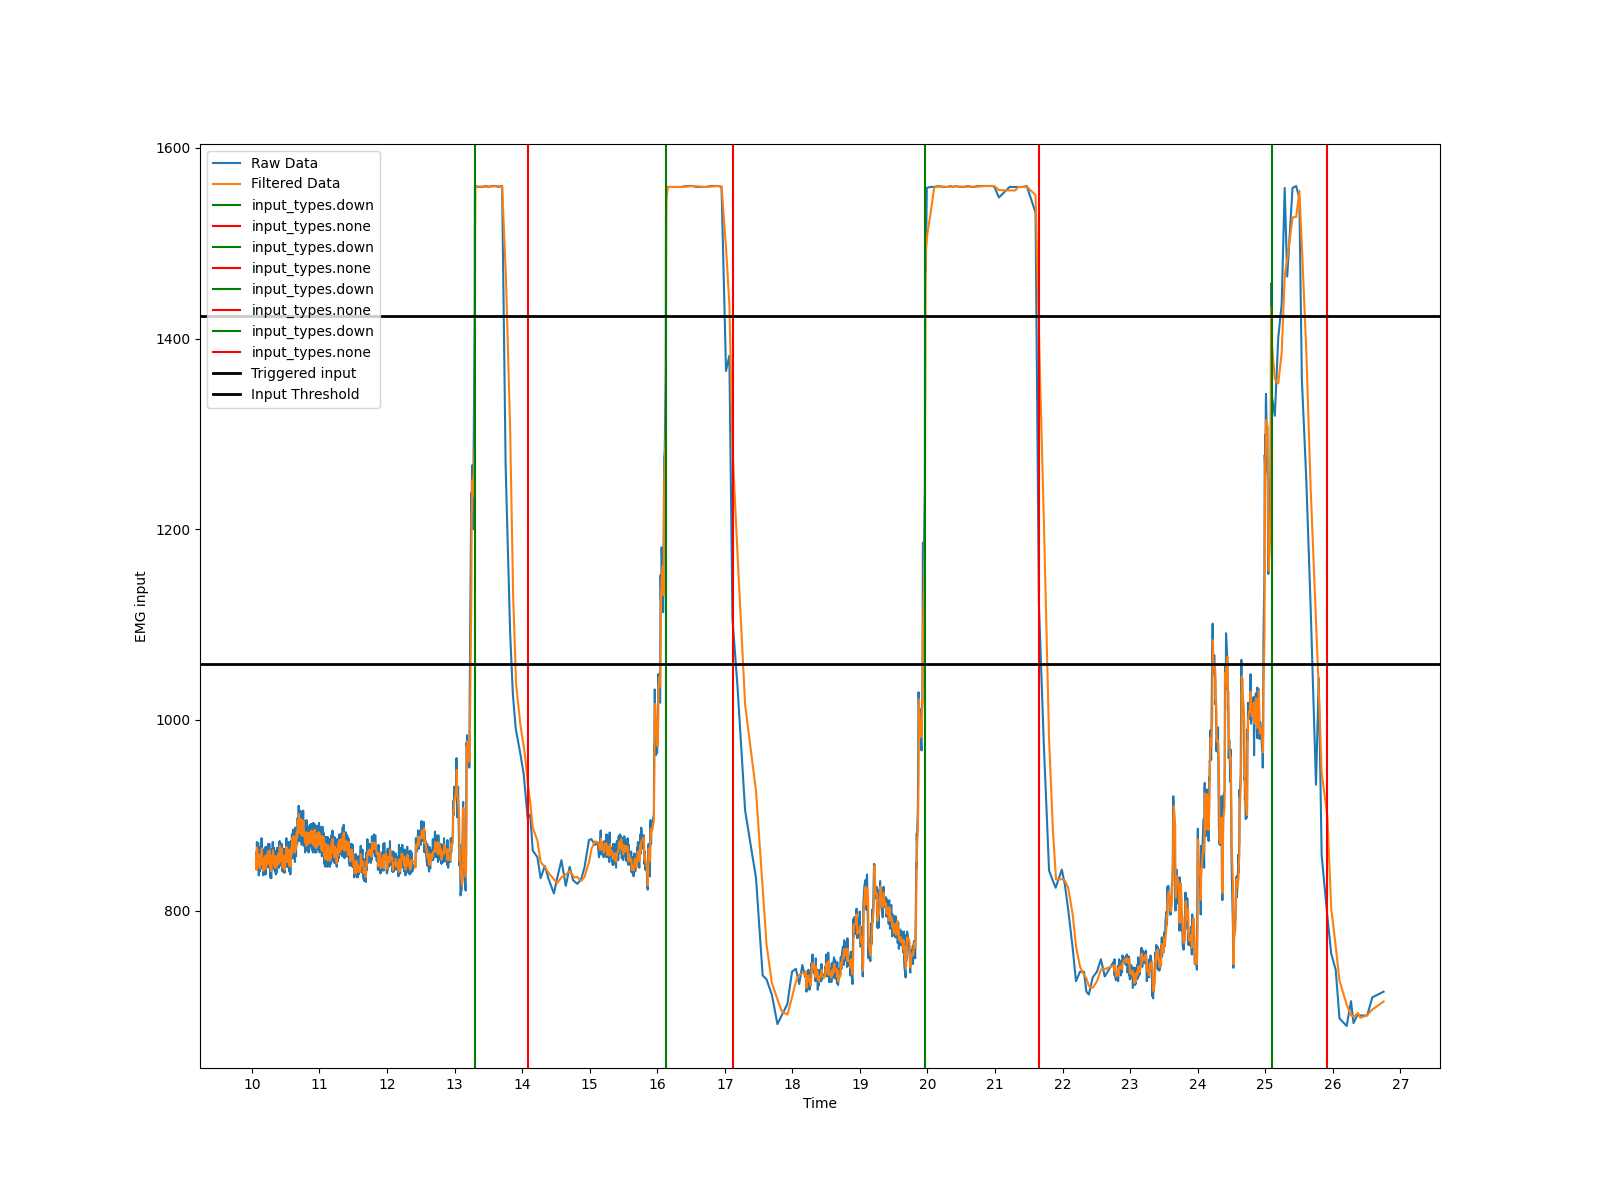 1600
1400
1200
1000
800
EMG input
Raw Data
Filtered Data
input_types.down
input_types.none
input_types.down
input_types.none
input_types.down
input_types.none
input_types.down
input_types.none
Triggered input
Input Threshold
10 11 12 13 14 15 16 17 18 19 20 21 22 23 24 25 26 27
Time